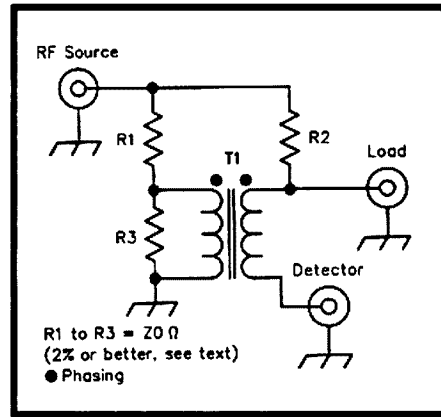 RF Source
R1
T1
R2
Load
R3
Detector
R1 to R3 = Z0 Ω
(2% or better, see text)
● Phasing